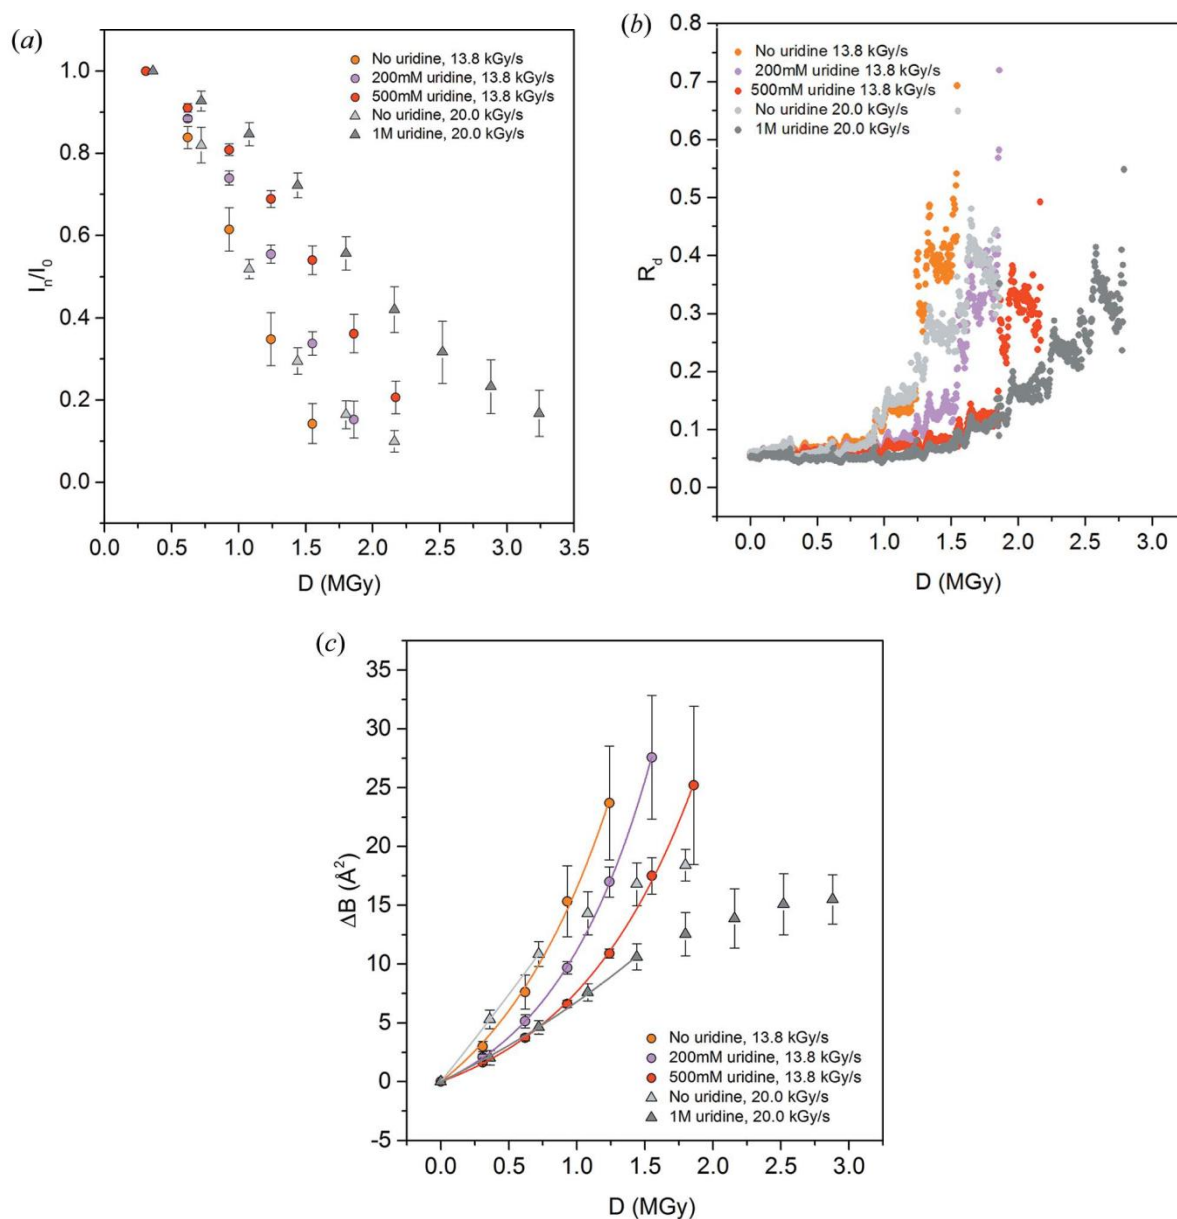 (a)
No uridine, 13.8 kGy/s
200mM uridine, 13.8 kGy/s
500mM uridine, 13.8 kGy/s
No uridine, 20.0 kGy/s
1M uridine, 20.0 kGy/s
1.0
0.8
0.6
0.4
0.2
0.0
Iₙ/I₀
0.0 0.5 1.0 1.5 2.0 2.5 3.0 3.5
D (MGy)
(b)
No uridine 13.8 kGy/s
200mM uridine 13.8 kGy/s
500mM uridine 13.8 kGy/s
No uridine 20.0 kGy/s
1M uridine 20.0 kGy/s
0.8
0.7
0.6
0.5
0.4
0.3
0.2
0.1
0.0
R_d
0.0 0.5 1.0 1.5 2.0 2.5 3.0
D (MGy)
(c)
35
30
25
20
15
10
5
0
-5
ΔB (Å²)
No uridine, 13.8 kGy/s
200mM uridine, 13.8 kGy/s
500mM uridine, 13.8 kGy/s
No uridine, 20.0 kGy/s
1M uridine, 20.0 kGy/s
0.0 0.5 1.0 1.5 2.0 2.5 3.0
D (MGy)